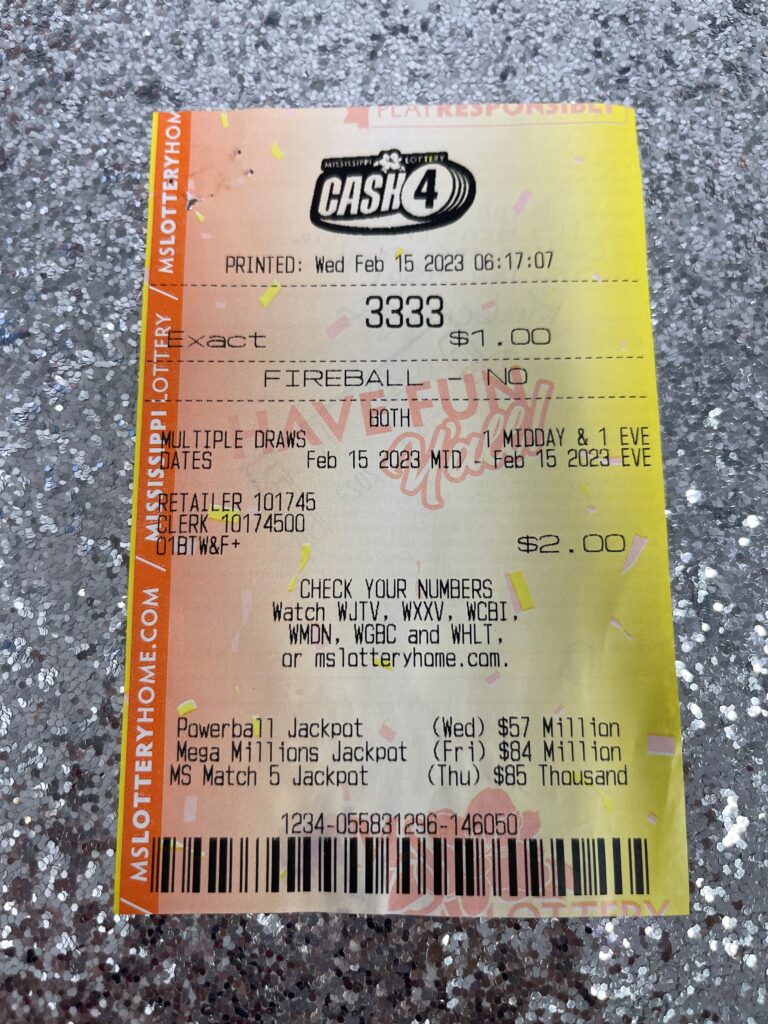 PLAY RESPONSIBLY
MISSISSIPPI LOTTERY
CASH 4
PRINTED: Wed Feb 15 2023 06:17:07
3333
Exact $1.00
FIREBALL - NO
HAVE FUN
Y'all!
BOTH
MULTIPLE DRAWS 1 MIDDAY & 1 EVE
DATES Feb 15 2023 MID Feb 15 2023 EVE
RETAILER 101745
CLERK 10174500
01BTW&F+ $2.00
CHECK YOUR NUMBERS
Watch WJTV, WXXV, WCBI,
WMDN, WGBC and WHLT,
or mslotteryhome.com.
Powerball Jackpot (Wed) $57 Million
Mega Millions Jackpot (Fri) $84 Million
MS Match 5 Jackpot (Thu) $85 Thousand
1234-055831296-146050
LOTTERY
MSLOTTERYHOME.COM / MISSISSIPPI LOTTERY / MSLOTTERYHOM